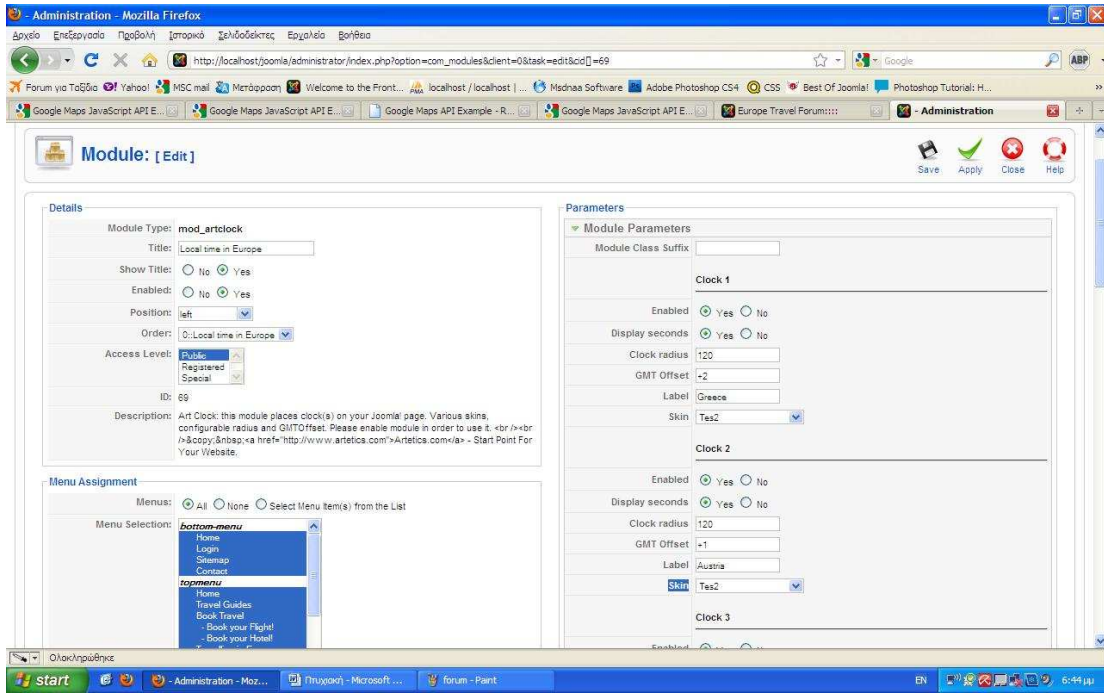 - Administration - Mozilla Firefox
Αρχείο Επεξεργασία Προβολή Ιστορικό Σελιδοδείκτες Εργαλεία Βοήθεια
http://localhost/joomla/administrator/index.php?option=com_modules&client=0&task=edit&cid[]=69
Google
ABP
Forum για Ταξίδια Yahoo! MSC mail Μετάφραση Welcome to the Front... localhost / localhost | ... Msdnaa Software Adobe Photoshop CS4 CSS Best Of Joomla! Photoshop Tutorial: H...
Google Maps JavaScript API E... Google Maps JavaScript API E... Google Maps API Example - R... Google Maps JavaScript API E... Europe Travel Forum:::: - Administration
Module: [ Edit ]
Save Apply Close Help
Details
Module Type: mod_artclock
Title: Local time in Europe
Show Title: No Yes
Enabled: No Yes
Position: left
Order: 0::Local time in Europe
Access Level: Public
Registered
Special
ID: 69
Description: Art Clock: this module places clock(s) on your Joomla! page. Various skins,
configurable radius and GMTOffset. Please enable module in order to use it. <br /><br
/>&copy;&nbsp;<a href="http://www.artetics.com">Artetics.com</a> - Start Point For
Your Website.
Menu Assignment
Menus: All None Select Menu Item(s) from the List
Menu Selection: bottom-menu
Home
Login
Sitemap
Contact
topmenu
Home
Travel Guides
Book Travel
- Book your Flight!
- Book your Hotel!
Parameters
Module Parameters
Module Class Suffix
Clock 1
Enabled Yes No
Display seconds Yes No
Clock radius 120
GMT Offset +2
Label Greece
Skin Tes2
Clock 2
Enabled Yes No
Display seconds Yes No
Clock radius 120
GMT Offset +1
Label Austria
Skin Tes2
Clock 3
Enabled
Ολοκληρώθηκε
start - Administration - Moz... Πτυχιακή - Microsoft ... forum - Paint EN 6:44 μμ